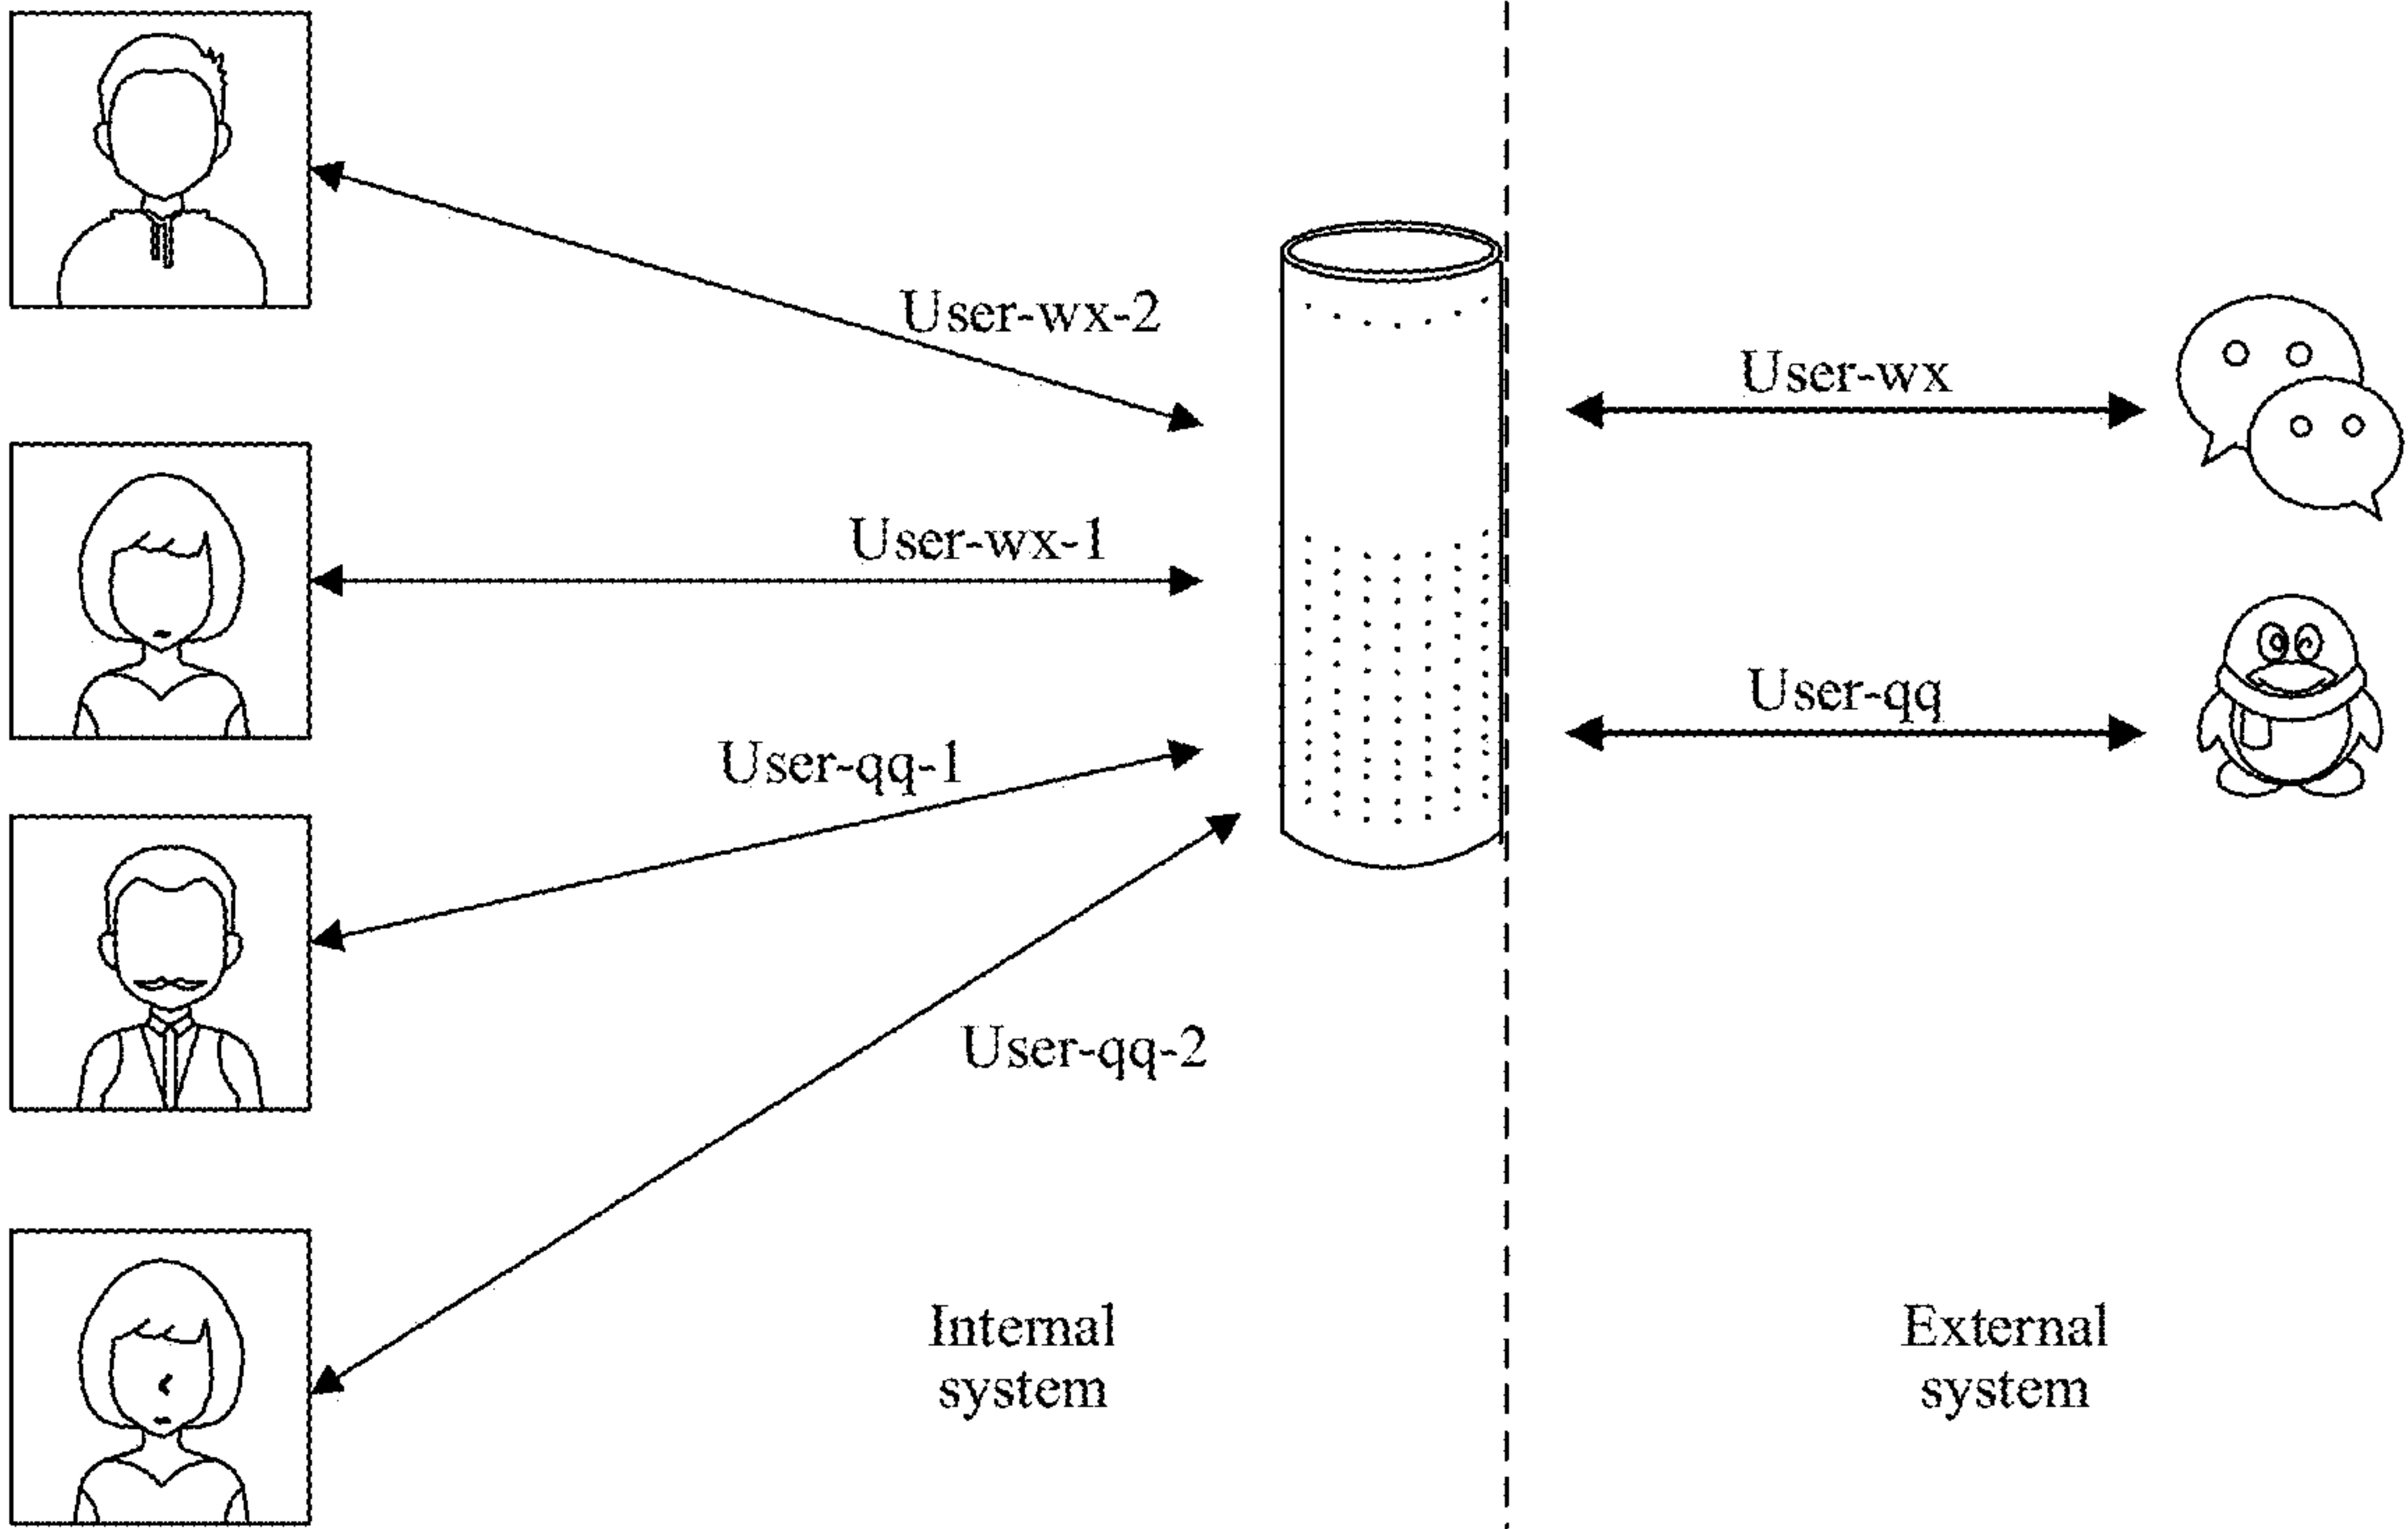 User-wx-2
User-wx
User-wx-1
User-qq
User-qq-1
User-qq-2
Internal
system
External
system